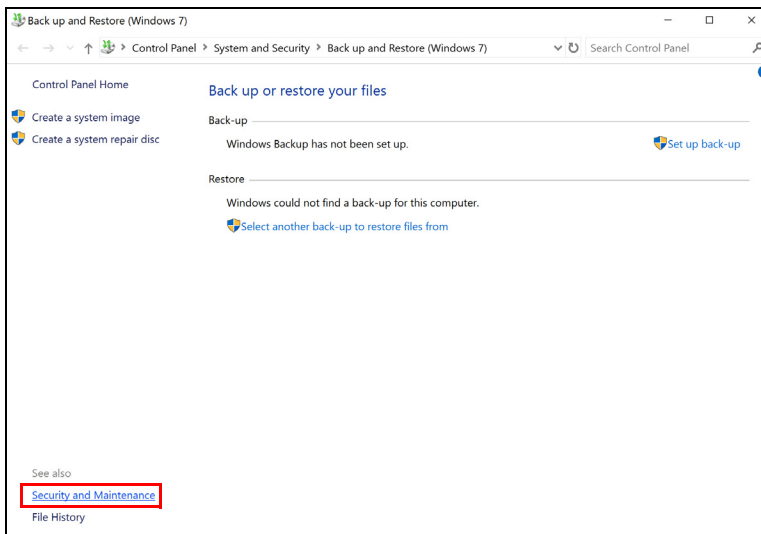 Back up and Restore (Windows 7)
Control Panel > System and Security > Back up and Restore (Windows 7)
Search Control Panel
Control Panel Home
Create a system image
Create a system repair disc
Back up or restore your files
Back-up
Windows Backup has not been set up.
Set up back-up
Restore
Windows could not find a back-up for this computer.
Select another back-up to restore files from
See also
Security and Maintenance
File History